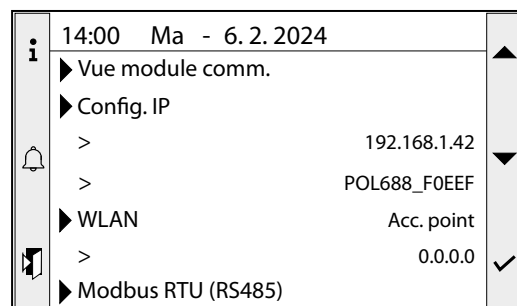 14:00 Ma - 6. 2. 2024
Vue module comm.
Config. IP
> 192.168.1.42
> POL688_F0EEF
WLAN Acc. point
> 0.0.0.0
Modbus RTU (RS485)